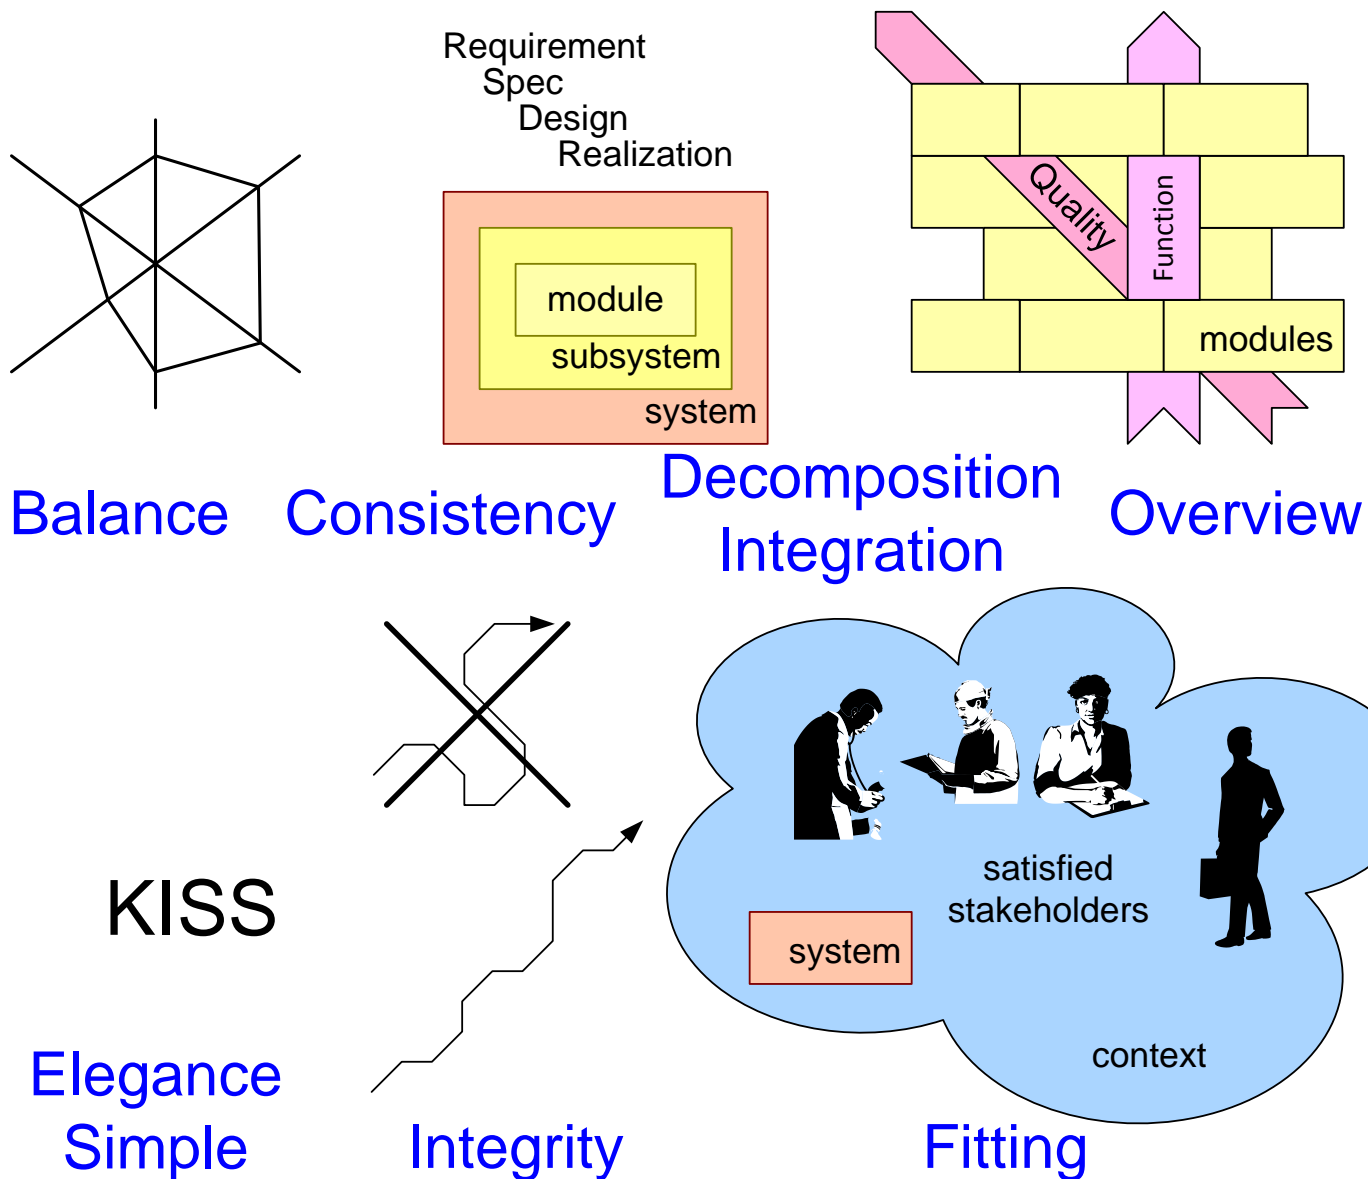 Requirement
Spec
Design
Realization
module
subsystem
system
Quality
Function
modules
Balance
Consistency
Decomposition
Integration
Overview
KISS
Elegance
Simple
Integrity
satisfied
stakeholders
system
context
Fitting